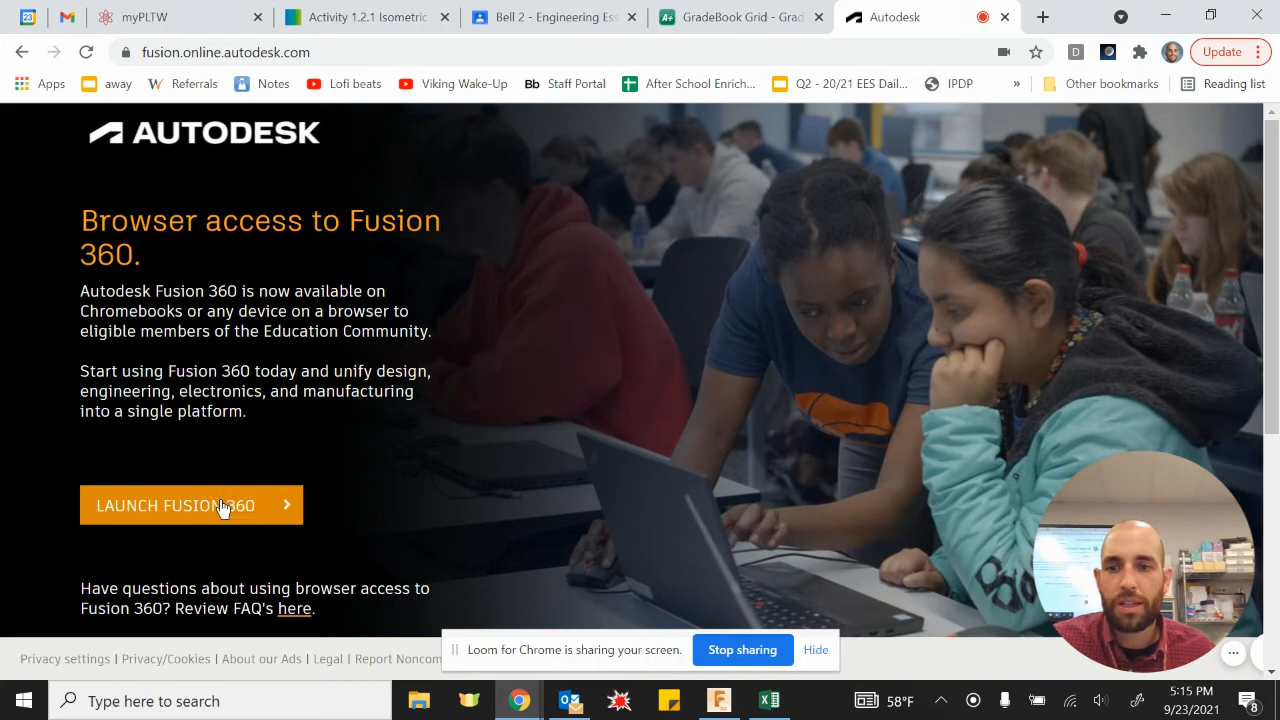 23
myPLTW
Activity 1.2.1 Isometric
Bell 2 - Engineering Ess
A+
GradeBook Grid - Grad
Autodesk
fusion.online.autodesk.com
D
Update
Apps
away
Referrals
Notes
Lofi beats
Viking Wake-Up
Bb
Staff Portal
After School Enrich...
Q2 - 20/21 EES Dail...
IPDP
»
Other bookmarks
Reading list
AUTODESK
Browser access to Fusion
360.
Autodesk Fusion 360 is now available on
Chromebooks or any device on a browser to
eligible members of the Education Community.
Start using Fusion 360 today and unify design,
engineering, electronics, and manufacturing
into a single platform.
LAUNCH FUSION 360
Have questions about using browser access to
Fusion 360? Review FAQ's here.
Privacy settings | Privacy/Cookies | About our Ads | Legal | Report Noncom
Loom for Chrome is sharing your screen.
Stop sharing
Hide
Type here to search
58°F
5:15 PM
9/23/2021
8